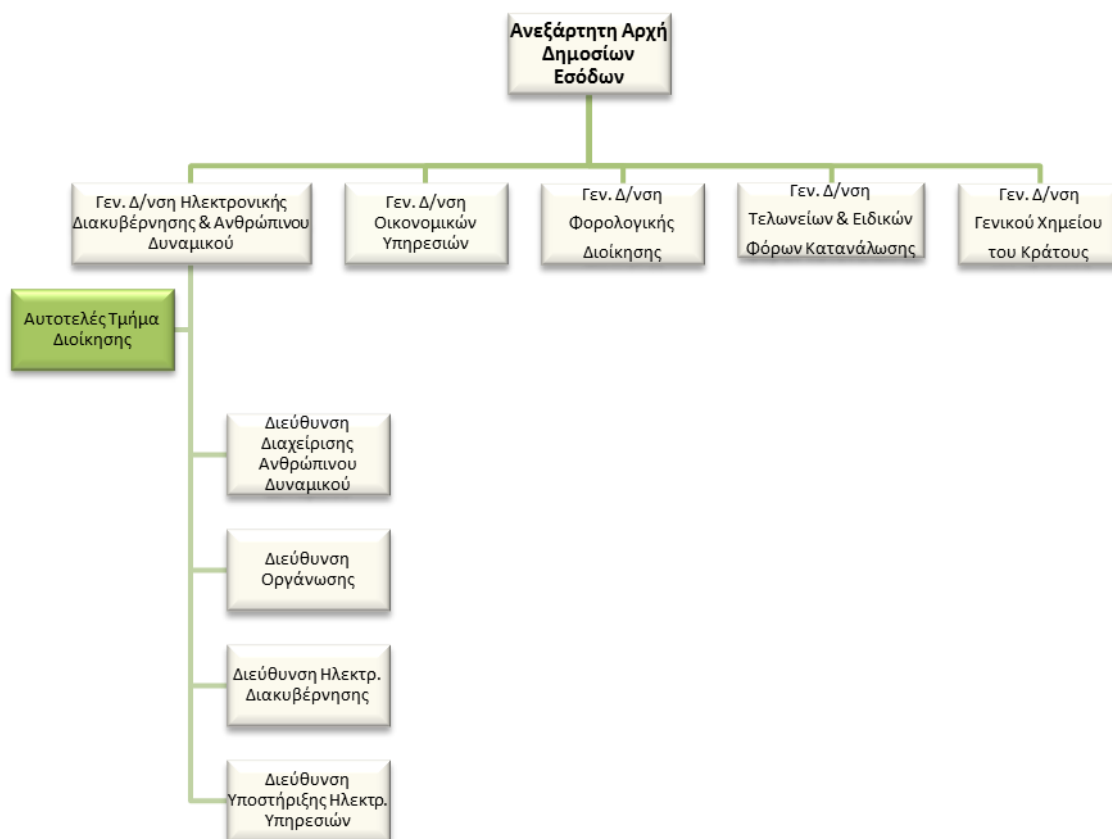 Ανεξάρτητη Αρχή
Δημοσίων
Εσόδων
Γεν. Δ/νση Ηλεκτρονικής
Διακυβέρνησης & Ανθρώπινου
Δυναμικού
Γεν. Δ/νση
Οικονομικών
Υπηρεσιών
Γεν. Δ/νση
Φορολογικής
Διοίκησης
Γεν. Δ/νση
Τελωνείων & Ειδικών
Φόρων Κατανάλωσης
Γεν. Δ/νση
Γενικού Χημείου
του Κράτους
Αυτοτελές Τμήμα
Διοίκησης
Διεύθυνση
Διαχείρισης
Ανθρώπινου
Δυναμικού
Διεύθυνση
Οργάνωσης
Διεύθυνση Ηλεκτρ.
Διακυβέρνησης
Διεύθυνση
Υποστήριξης Ηλεκτρ.
Υπηρεσιών